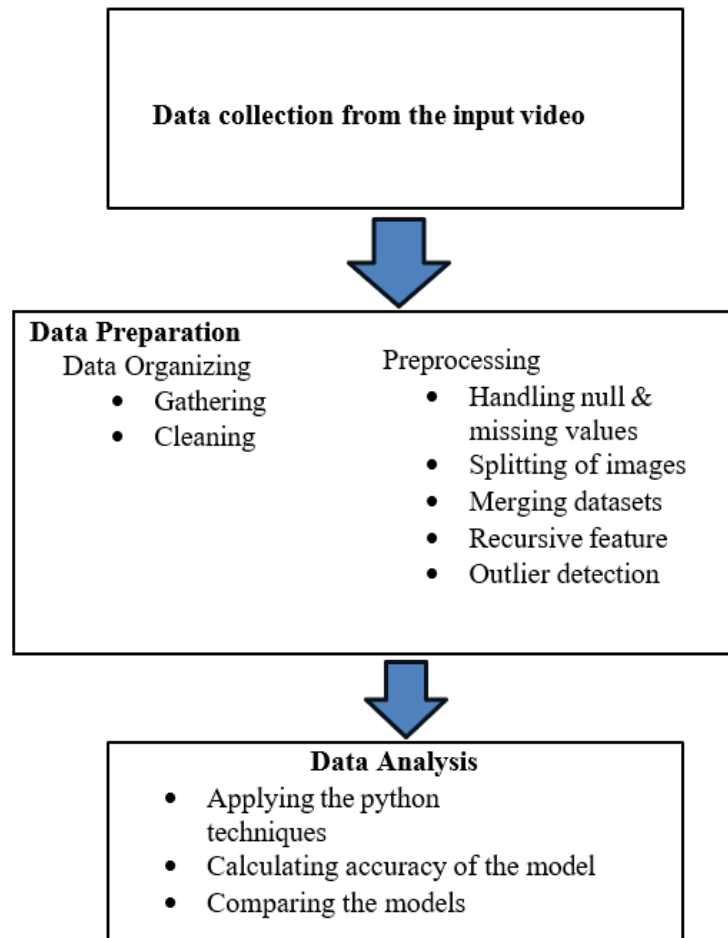 Data collection from the input video
Data Preparation
Data Organizing
• Gathering
• Cleaning
Preprocessing
• Handling null &
missing values
• Splitting of images
• Merging datasets
• Recursive feature
• Outlier detection
Data Analysis
• Applying the python
techniques
• Calculating accuracy of the model
• Comparing the models